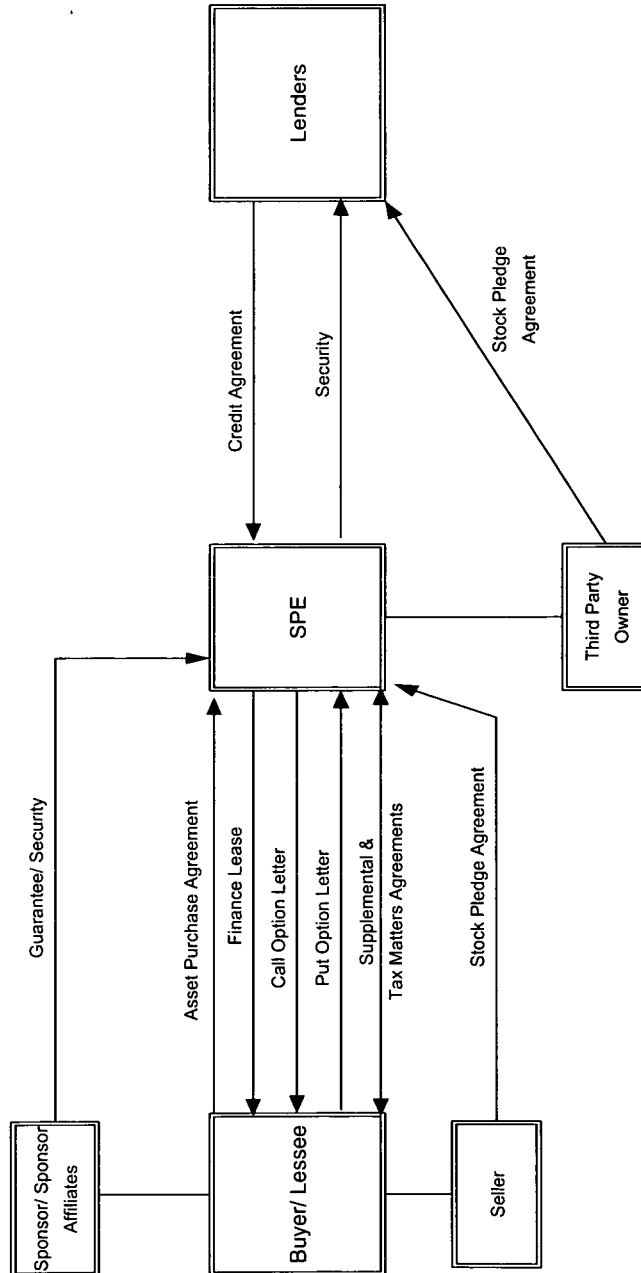 Sponsor/ Sponsor
Affiliates
Guarantee/ Security
Buyer/ Lessee
Asset Purchase Agreement
Finance Lease
Call Option Letter
Put Option Letter
Supplemental &
Tax Matters Agreements
SPE
Credit Agreement
Security
Lenders
Seller
Stock Pledge Agreement
Third Party
Owner
Stock Pledge
Agreement